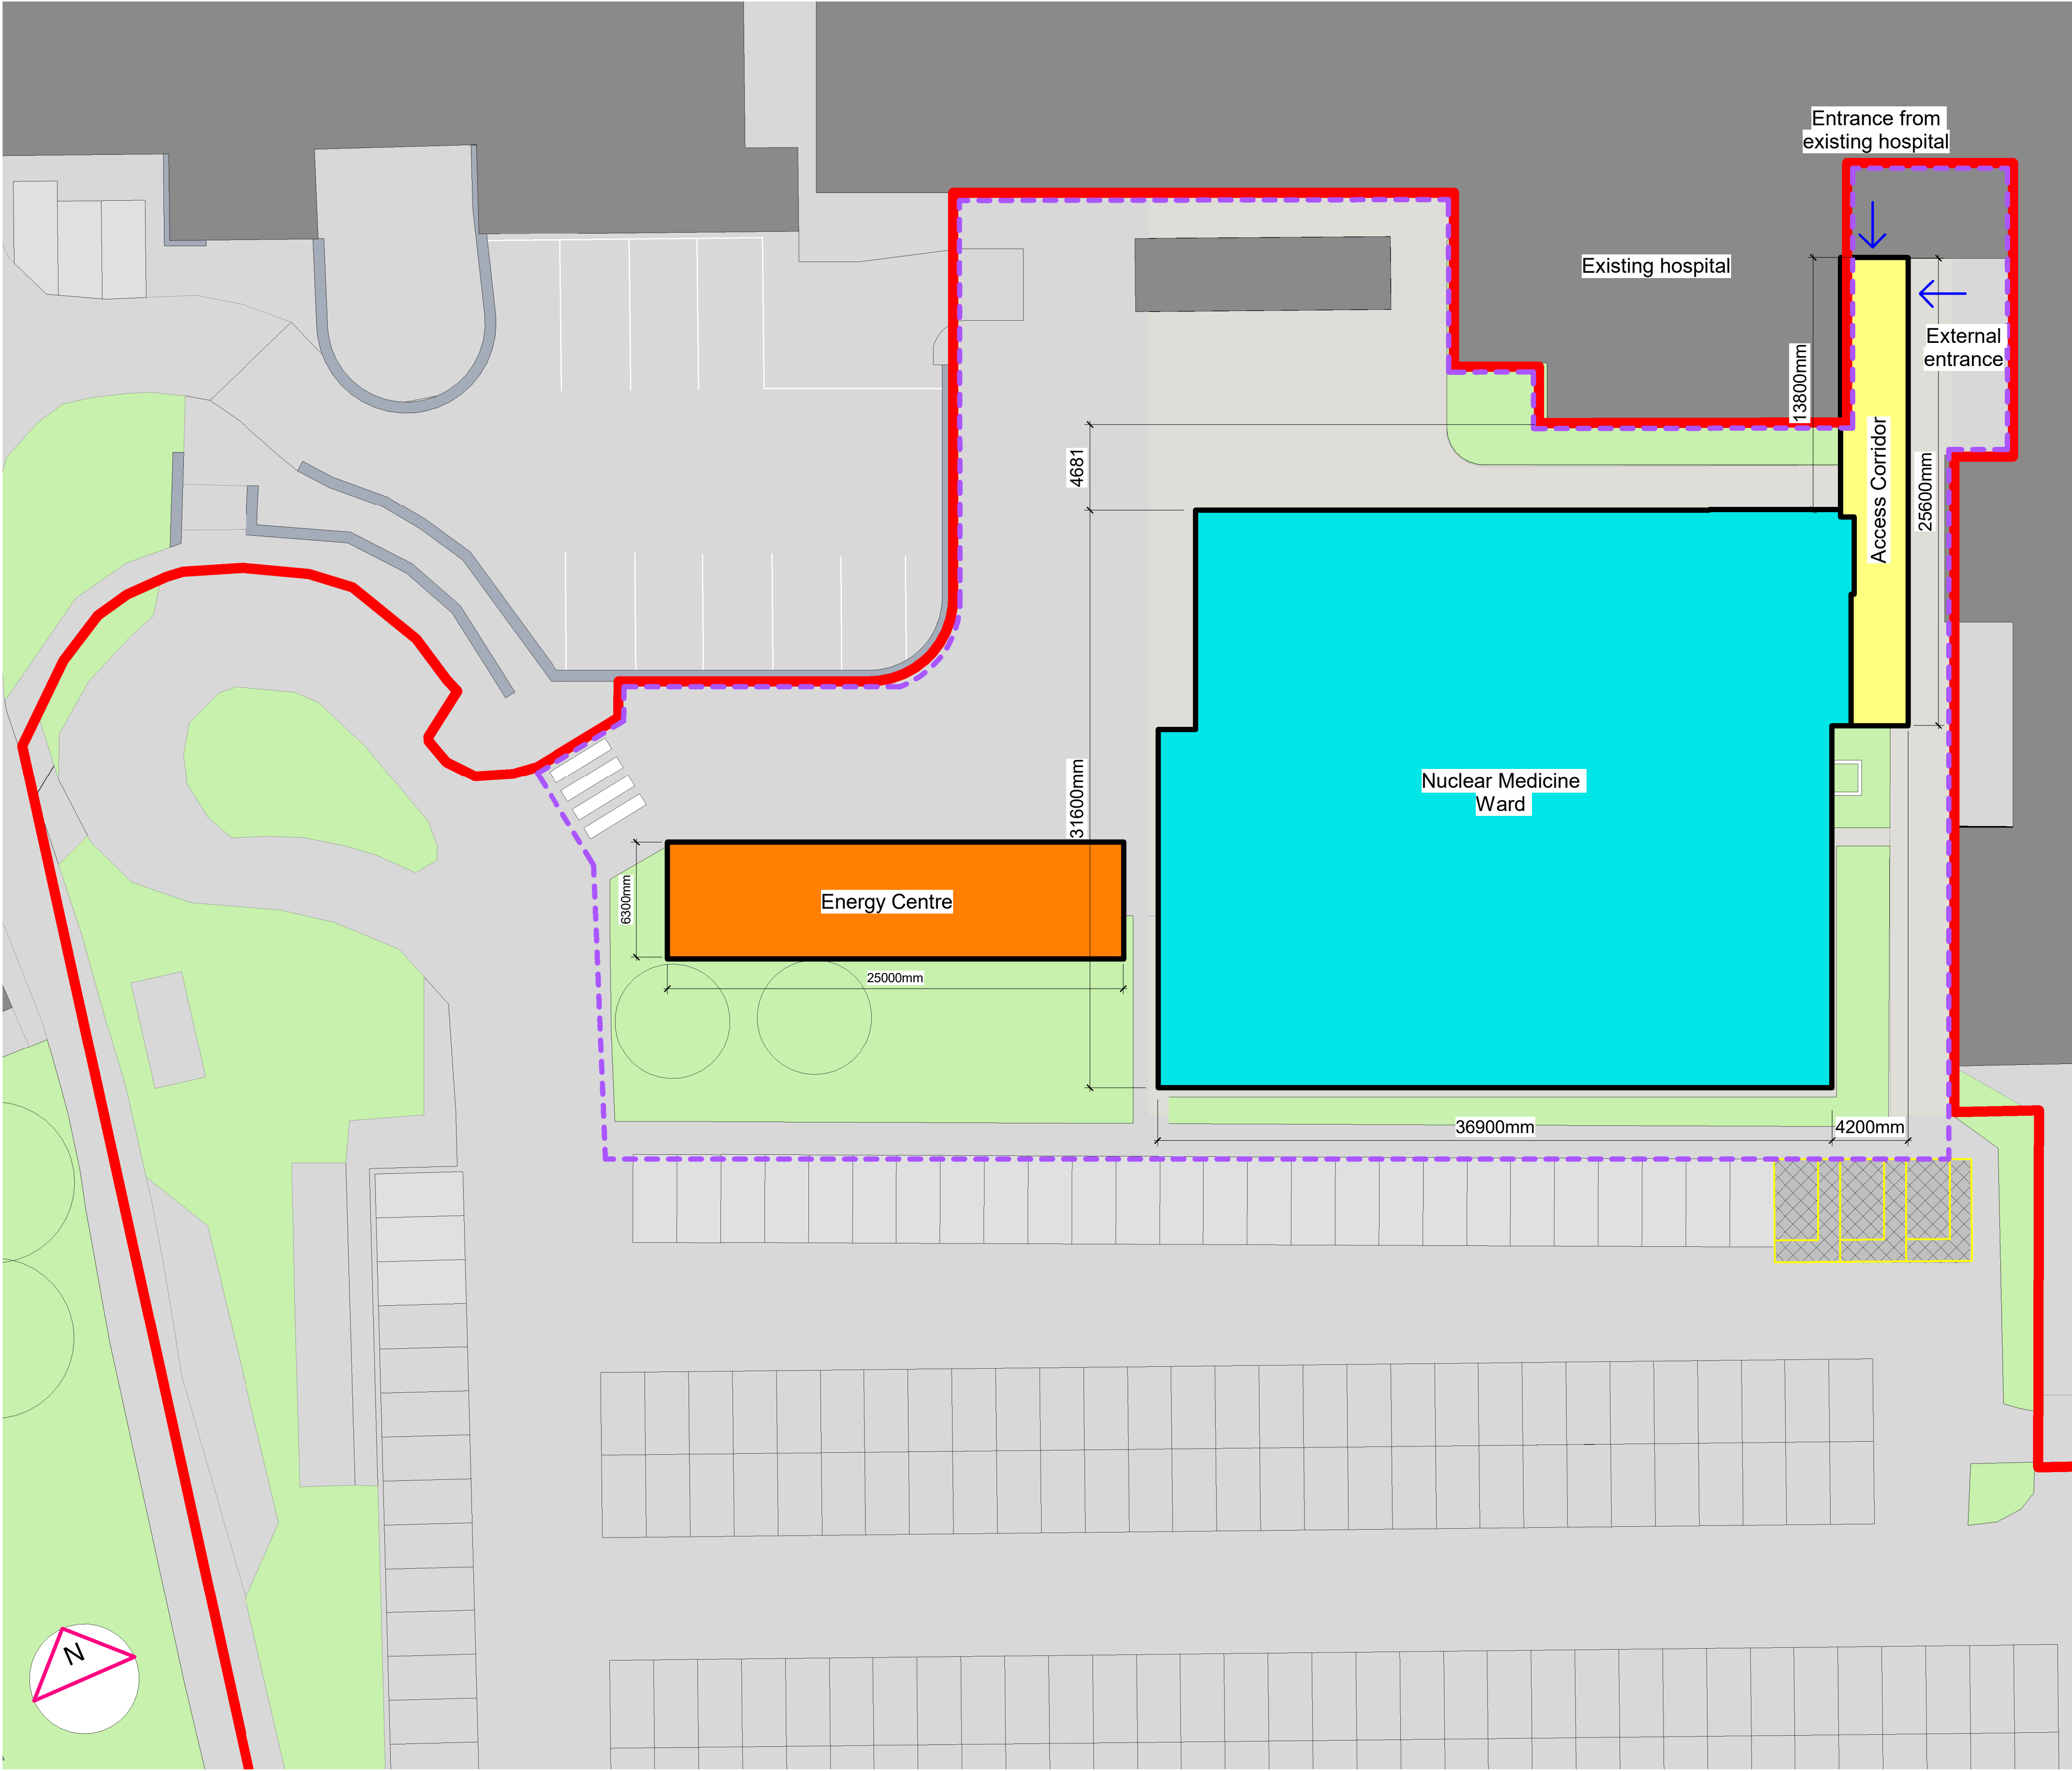 Entrance from
existing hospital
Existing hospital
External
entrance
13800mm
Access Corridor
4681
25600mm
Nuclear Medicine
Ward
31600mm
6300mm
Energy Centre
25000mm
36900mm
4200mm
N